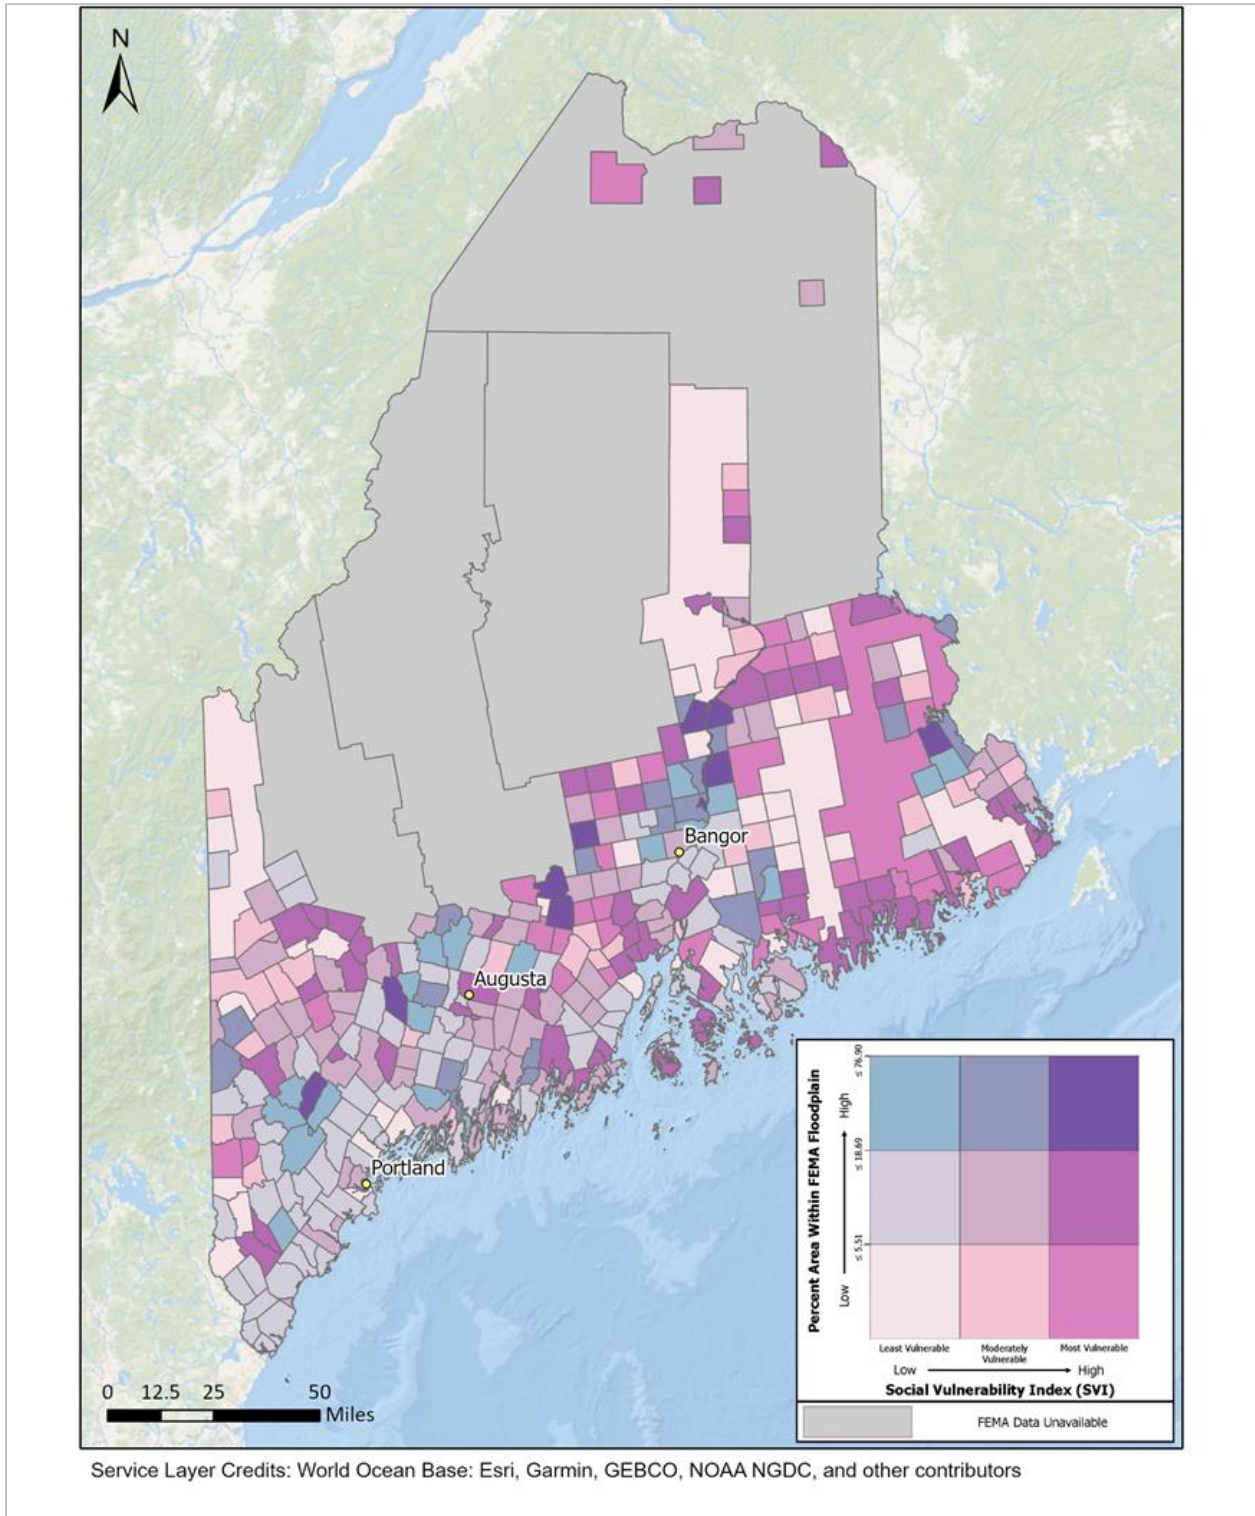 N
Bangor
Augusta
Portland
0 12.5 25 50
Miles
Percent Area Within FEMA Floodplain
Low
High
≤ 5.51
≤ 18.69
≤ 76.90
Least Vulnerable
Moderately
Vulnerable
Most Vulnerable
Low
High
Social Vulnerability Index (SVI)
FEMA Data Unavailable
Service Layer Credits: World Ocean Base: Esri, Garmin, GEBCO, NOAA NGDC, and other contributors